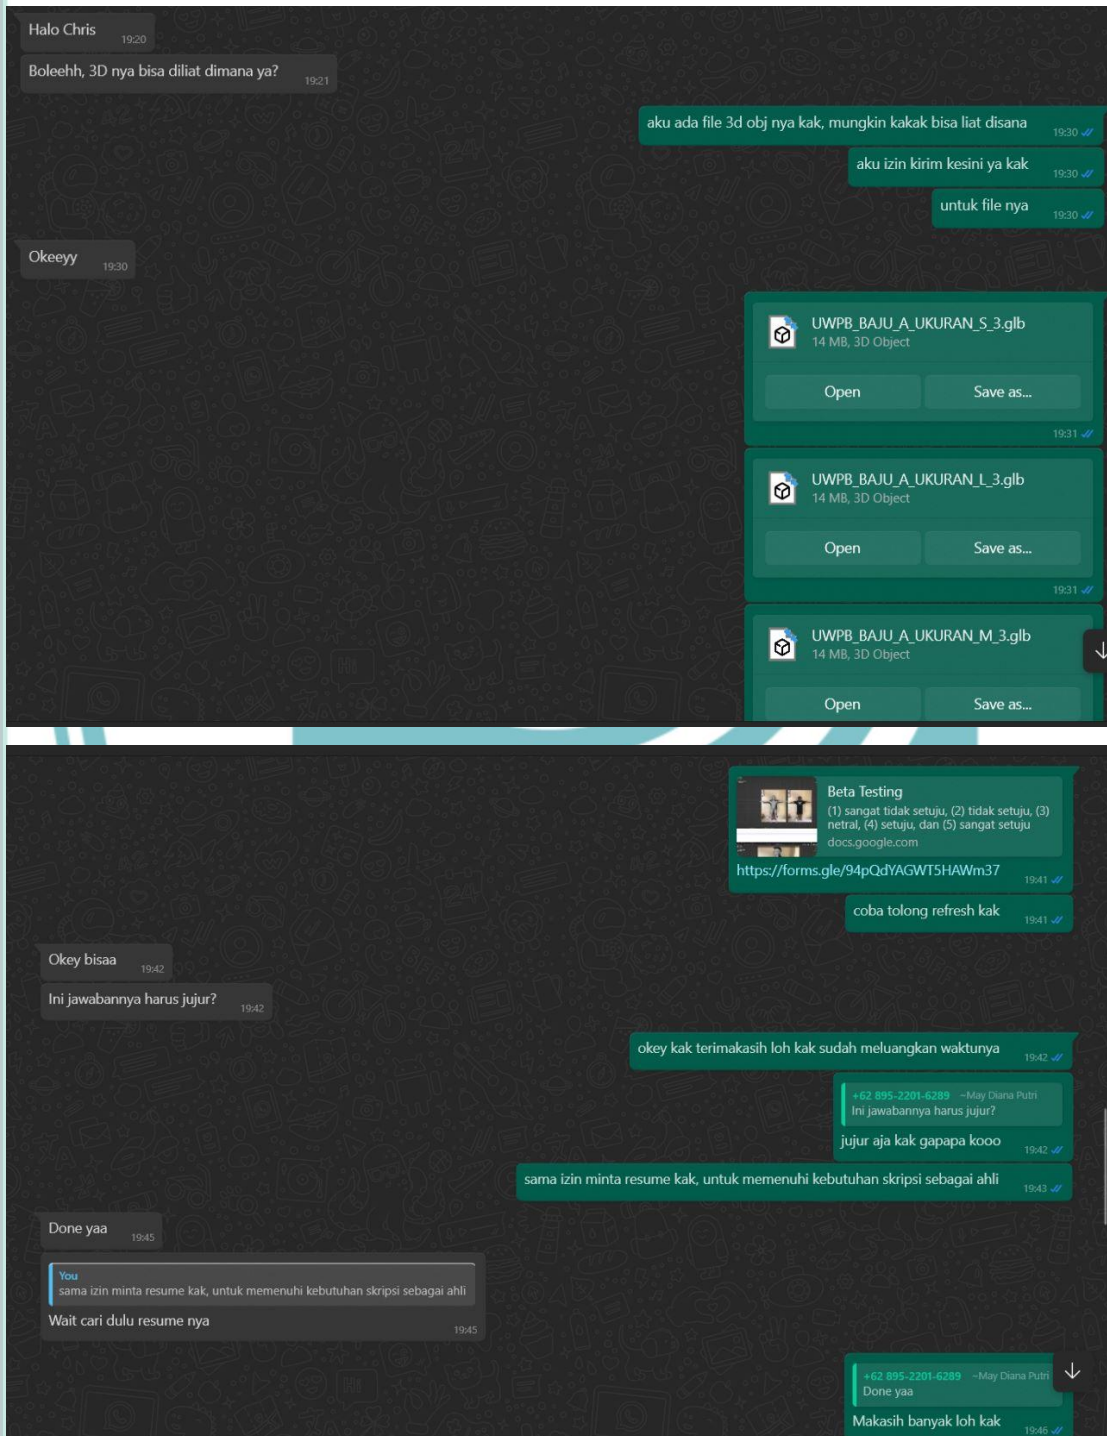 Halo Chris
19:20
Boleehh, 3D nya bisa diliat dimana ya?
19:21
aku ada file 3d obj nya kak, mungkin kakak bisa liat disana
19:30
aku izin kirim kesini ya kak
19:30
untuk file nya
19:30
Okeeyy
19:30
UWPB_BAJU_A_UKURAN_S_3.glb
14 MB, 3D Object
Open Save as...
19:31
UWPB_BAJU_A_UKURAN_L_3.glb
14 MB, 3D Object
Open Save as...
19:31
UWPB_BAJU_A_UKURAN_M_3.glb
14 MB, 3D Object
Open Save as...
Beta Testing
(1) sangat tidak setuju, (2) tidak setuju, (3)
netral, (4) setuju, dan (5) sangat setuju
docs.google.com
https://forms.gle/94pQdYAGWT5HAWm37
19:41
coba tolong refresh kak
19:41
Okey bisaa
19:42
Ini jawabannya harus jujur?
19:42
okey kak terimakasih loh kak sudah meluangkan waktunya
19:42
+62 895-2201-6289 ~May Diana Putri
Ini jawabannya harus jujur?
jujur aja kak gapapa kooo
19:42
sama izin minta resume kak, untuk memenuhi kebutuhan skripsi sebagai ahli
19:43
Done yaa
19:45
You
sama izin minta resume kak, untuk memenuhi kebutuhan skripsi sebagai ahli
Wait cari dulu resume nya
19:45
+62 895-2201-6289 ~May Diana Putri
Done yaa
Makasih banyak loh kak
19:46